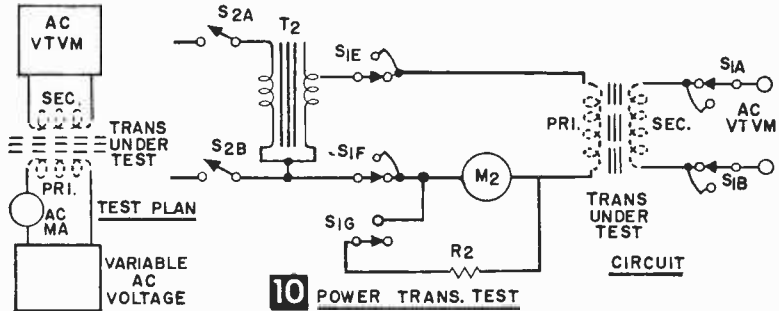 AC
VTVM
SEC.
TRANS
UNDER
TEST
PRI.
AC
MA
TEST PLAN
VARIABLE
AC
VOLTAGE
S2A
T2
S1E
S2B
S1F
M2
S1G
R2
PRI.
SEC.
S1A
AC
VTVM
S1B
TRANS
UNDER
TEST
CIRCUIT
10 POWER TRANS. TEST